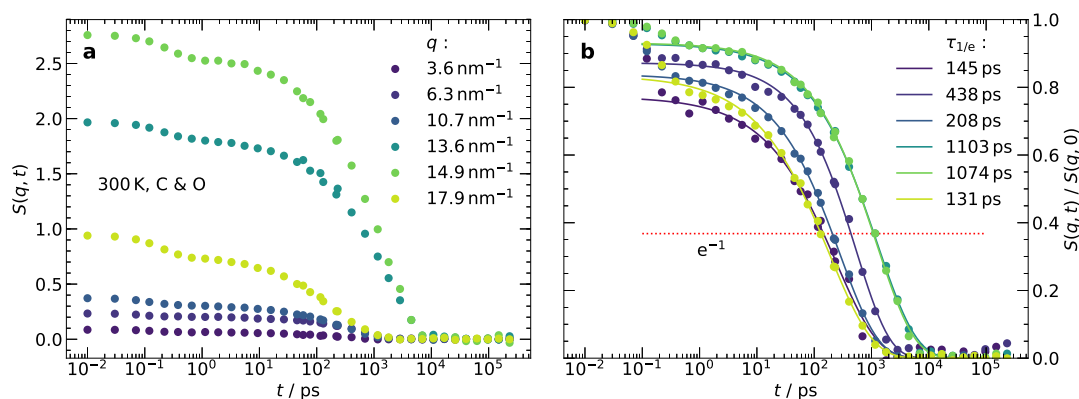 a
q :
3.6 nm⁻¹
6.3 nm⁻¹
10.7 nm⁻¹
13.6 nm⁻¹
14.9 nm⁻¹
17.9 nm⁻¹
300 K, C & O
S(q, t)
2.5
2.0
1.5
1.0
0.5
0.0
10⁻² 10⁻¹ 10⁰ 10¹ 10² 10³ 10⁴ 10⁵
t / ps
b
τ1/e :
145 ps
438 ps
208 ps
1103 ps
1074 ps
131 ps
e⁻¹
1.0
0.8
0.6
0.4
0.2
0.0
S(q, t) / S(q, 0)
10⁻² 10⁻¹ 10⁰ 10¹ 10² 10³ 10⁴ 10⁵
t / ps